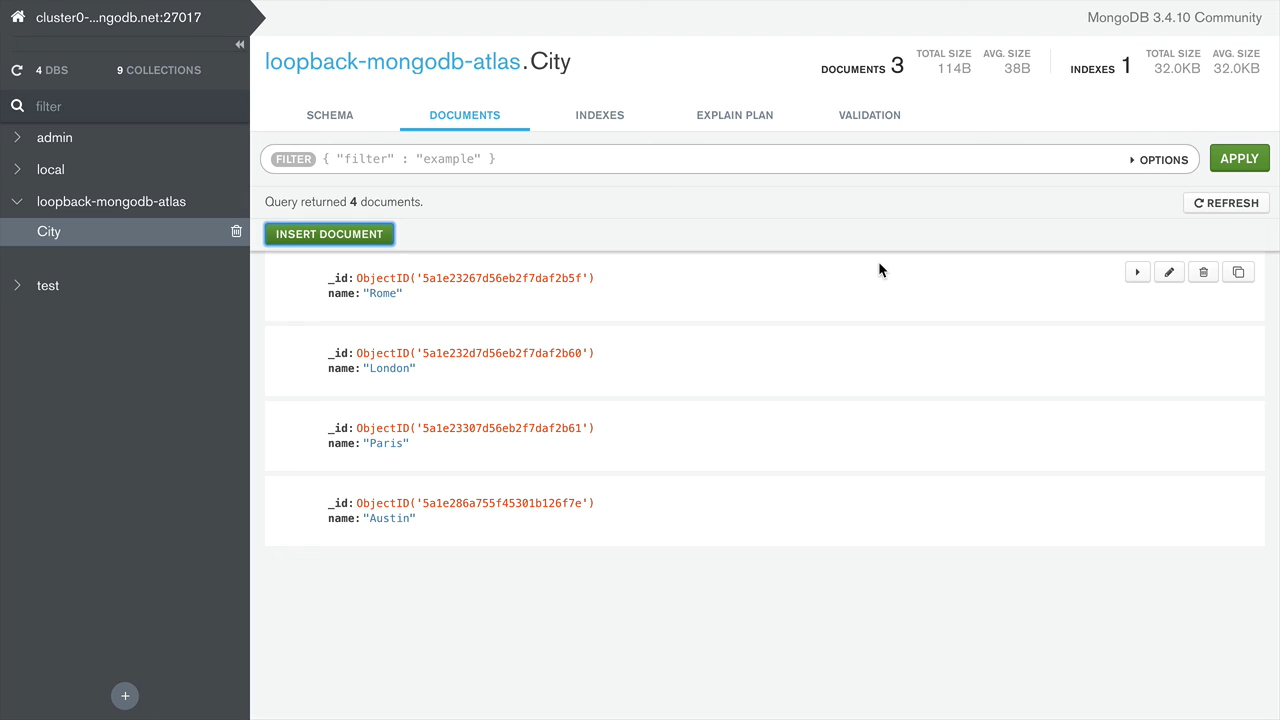 cluster0-...ngodb.net:27017
MongoDB 3.4.10 Community
4 DBS 9 COLLECTIONS
filter
admin
local
loopback-mongodb-atlas
City
test
loopback-mongodb-atlas.City
DOCUMENTS 3 TOTAL SIZE 114B AVG. SIZE 38B INDEXES 1 TOTAL SIZE 32.0KB AVG. SIZE 32.0KB
SCHEMA DOCUMENTS INDEXES EXPLAIN PLAN VALIDATION
FILTER { "filter" : "example" } OPTIONS APPLY
Query returned 4 documents. REFRESH
INSERT DOCUMENT
_id: ObjectID('5a1e23267d56eb2f7daf2b5f')
name: "Rome"
_id: ObjectID('5a1e232d7d56eb2f7daf2b60')
name: "London"
_id: ObjectID('5a1e23307d56eb2f7daf2b61')
name: "Paris"
_id: ObjectID('5a1e286a755f45301b126f7e')
name: "Austin"